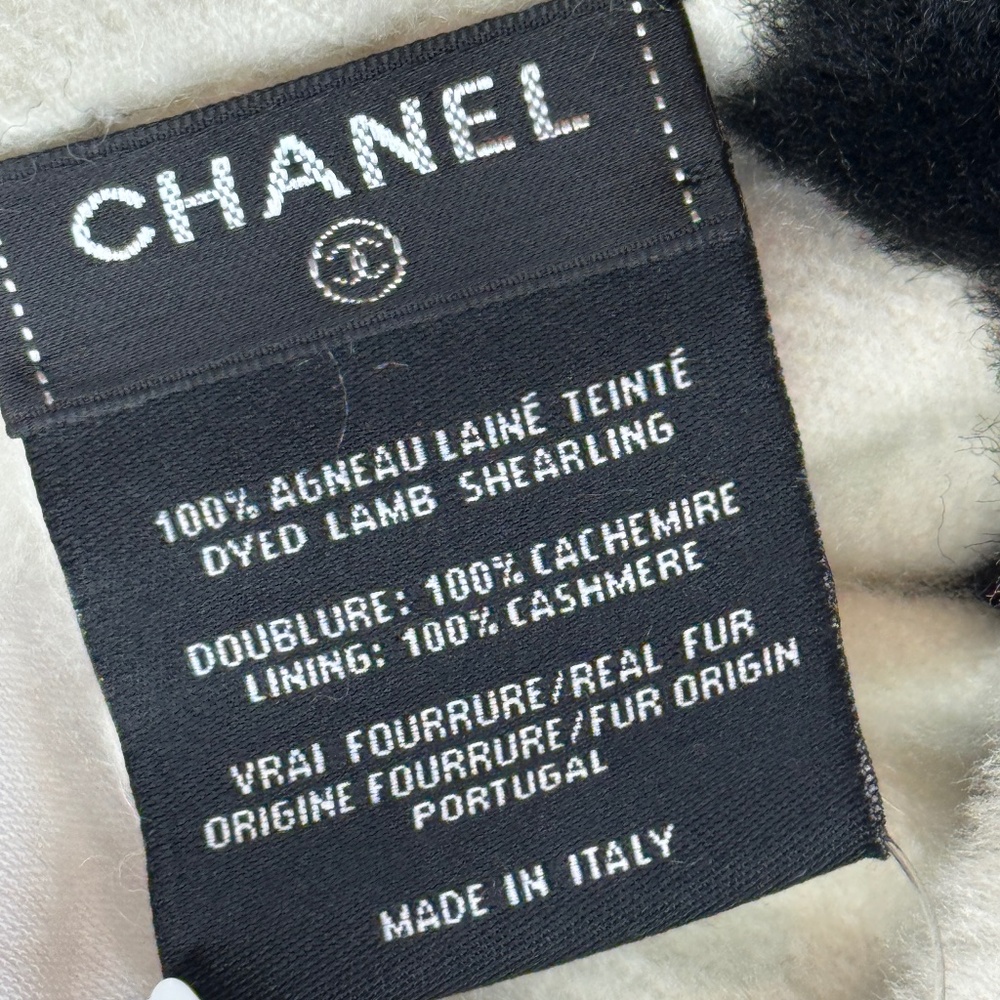 CHANEL
100% AGNEAU LAINÉ TEINTÉ
DYED LAMB SHEARLING
DOUBLURE: 100% CACHEMIRE
LINING: 100% CASHMERE
VRAI FOURRURE/REAL FUR
ORIGINE FOURRURE/FUR ORIGIN
PORTUGAL
MADE IN ITALY